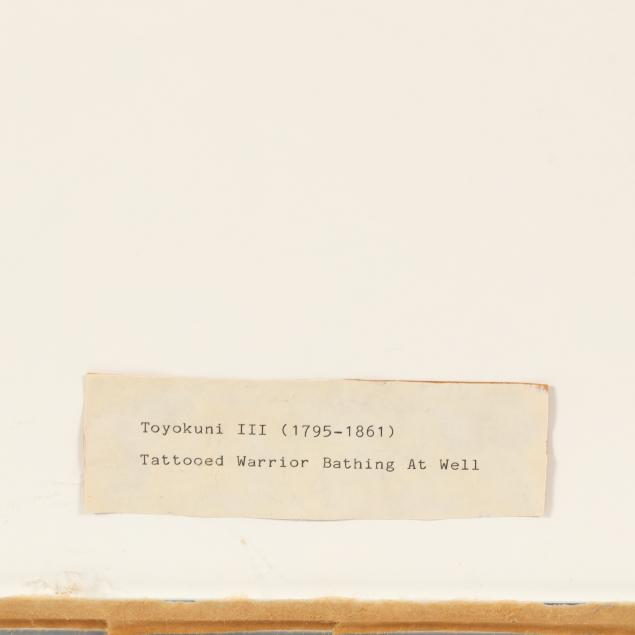 Toyokuni III (1795-1861)
Tattooed Warrior Bathing At Well